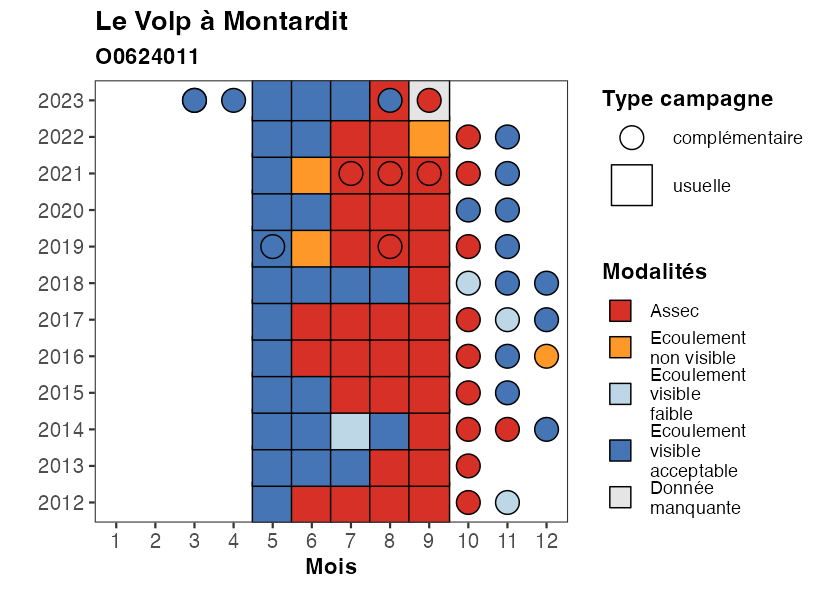 Le Volp à Montardit
O0624011
2023
2022
2021
2020
2019
2018
2017
2016
2015
2014
2013
2012
1 2 3 4 5 6 7 8 9 10 11 12
Mois
Type campagne
complémentaire
usuelle
Modalités
Assec
Ecoulement
non visible
Ecoulement
visible
faible
Ecoulement
visible
acceptable
Donnée
manquante